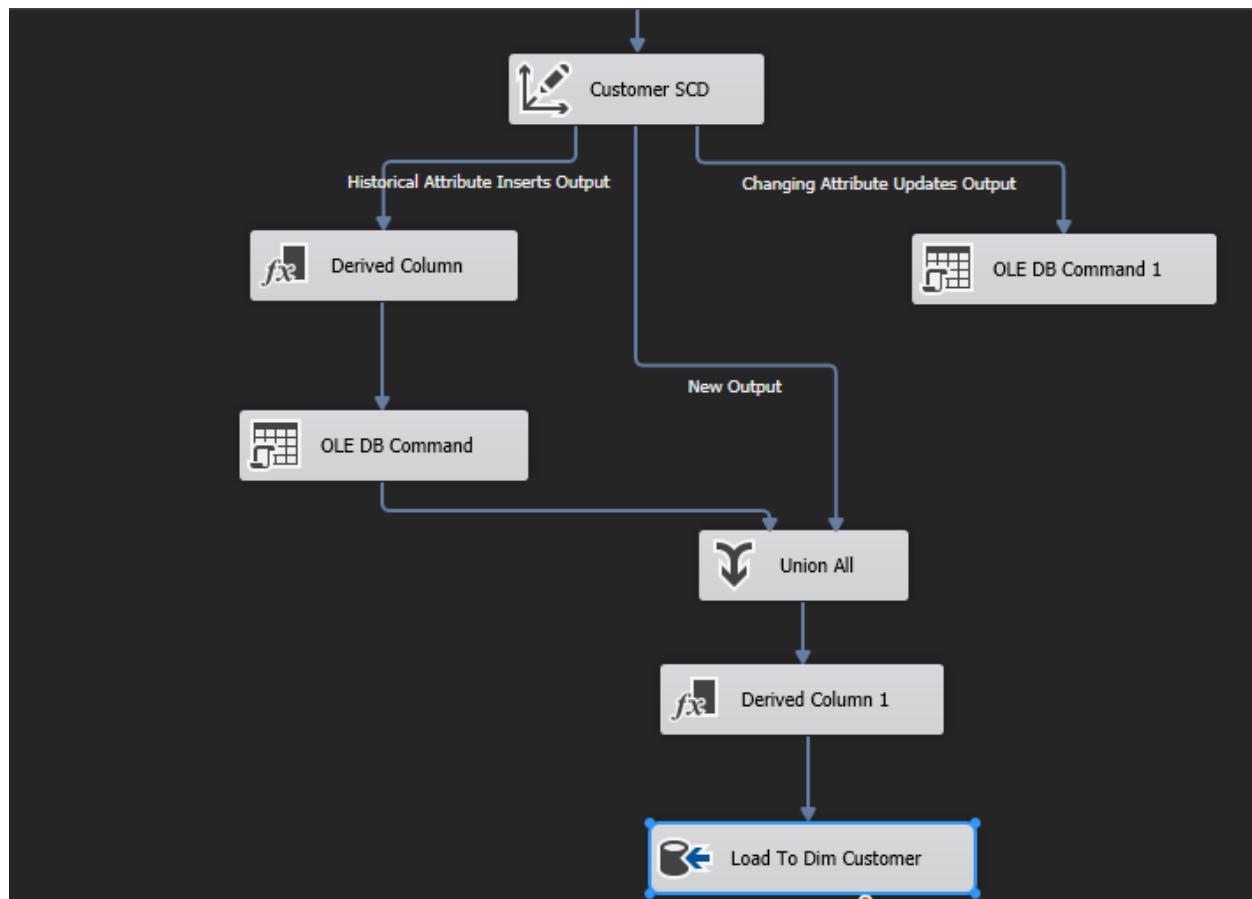 Customer SCD
Historical Attribute Inserts Output
Changing Attribute Updates Output
Derived Column
OLE DB Command 1
New Output
OLE DB Command
Union All
Derived Column 1
Load To Dim Customer